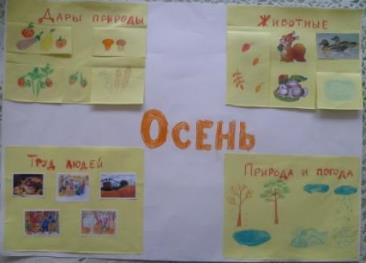 Дары природы
Животные
Осень
Труд людей
Природа и погода